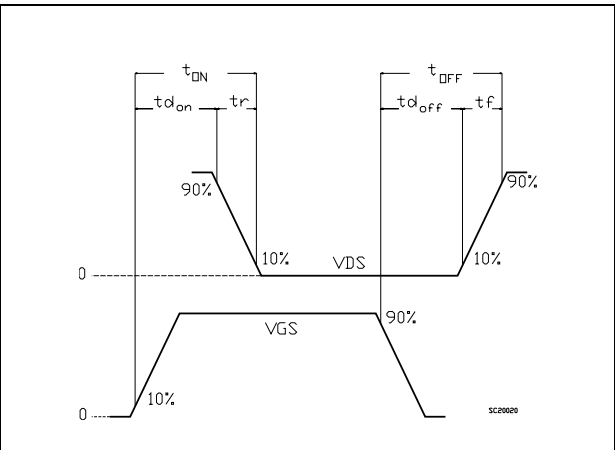 tON tOFF
tdon tr tdoff tf
90% 90%
10% VDS 10%
0
90%
VGS
10%
0
SC20020